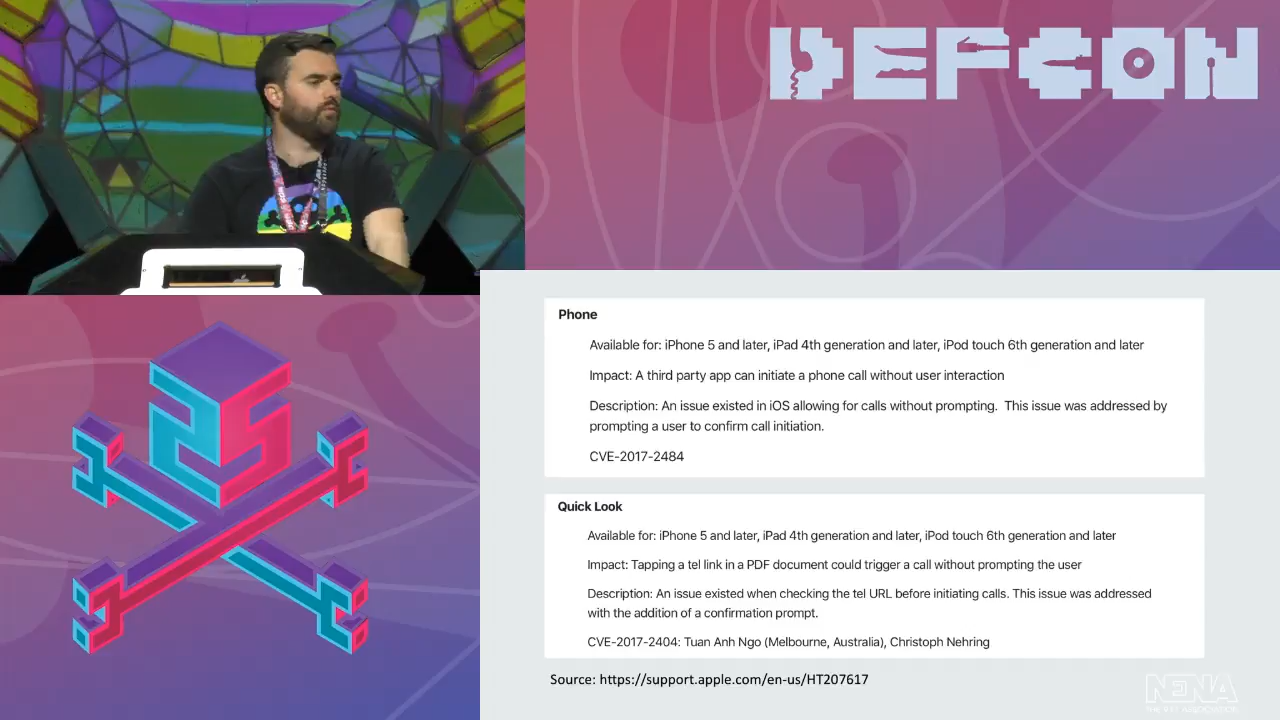 DEFCON
Phone
Available for: iPhone 5 and later, iPad 4th generation and later, iPod touch 6th generation and later
Impact: A third party app can initiate a phone call without user interaction
Description: An issue existed in iOS allowing for calls without prompting.  This issue was addressed by
prompting a user to confirm call initiation.
CVE-2017-2484
Quick Look
Available for: iPhone 5 and later, iPad 4th generation and later, iPod touch 6th generation and later
Impact: Tapping a tel link in a PDF document could trigger a call without prompting the user
Description: An issue existed when checking the tel URL before initiating calls. This issue was addressed
with the addition of a confirmation prompt.
CVE-2017-2404: Tuan Anh Ngo (Melbourne, Australia), Christoph Nehring
Source: https://support.apple.com/en-us/HT207617
NENA